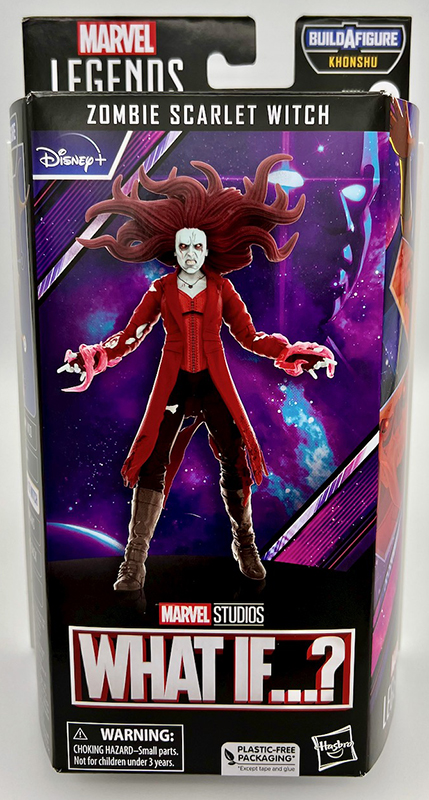 MARVEL
LEGENDS
BUILD A FIGURE
KHONSHU
ZOMBIE SCARLET WITCH
Disney+
MARVEL STUDIOS
WHAT IF...?
WARNING:
CHOKING HAZARD–Small parts.
Not for children under 3 years.
PLASTIC-FREE
PACKAGING*
*Except tape and glue
Hasbro